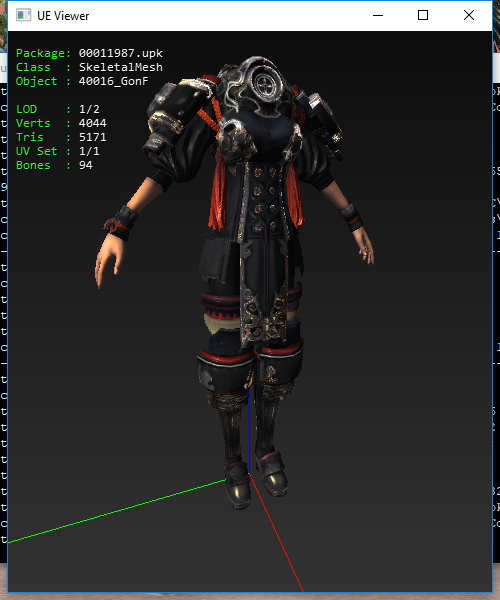 UE Viewer
Package: 00011987.upk
Class : SkeletalMesh
Object : 40016_GonF
LOD : 1/2
Verts : 4044
Tris : 5171
UV Set : 1/1
Bones : 94